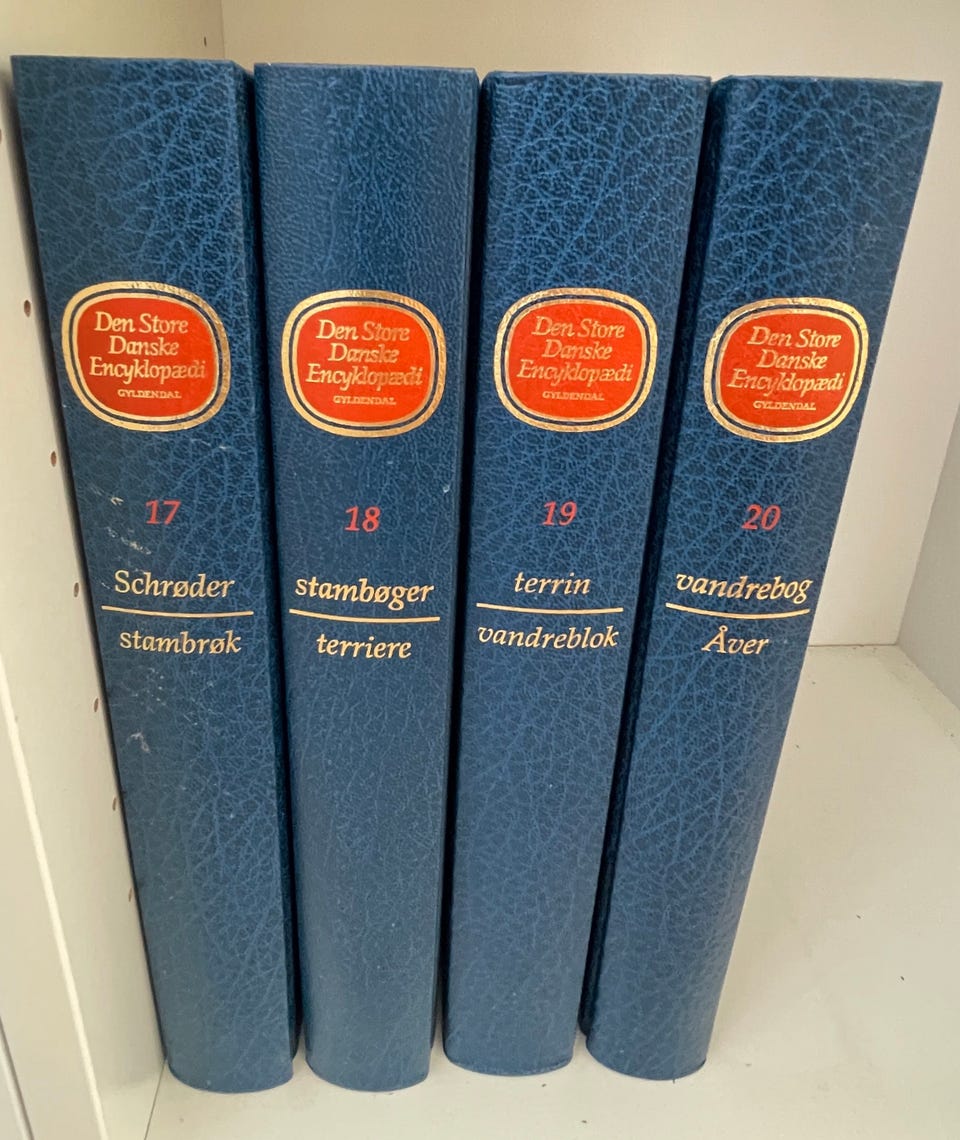 Den Store
Danske
Encyklopædi
GYLDENDAL
17
Schrøder
stambrøk
Den Store
Danske
Encyklopædi
GYLDENDAL
18
stambøger
terriere
Den Store
Danske
Encyklopædi
GYLDENDAL
19
terrin
vandreblok
Den Store
Danske
Encyklopædi
GYLDENDAL
20
vandrebog
Åver